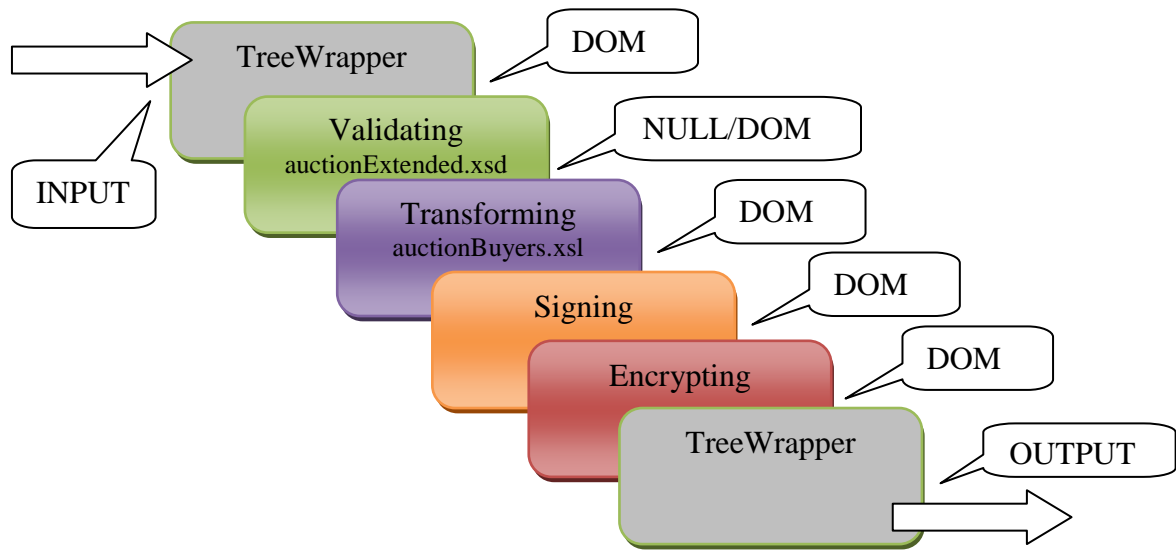 TreeWrapper
DOM
INPUT
Validating
auctionExtended.xsd
NULL/DOM
Transforming
auctionBuyers.xsl
DOM
Signing
DOM
Encrypting
DOM
TreeWrapper
OUTPUT